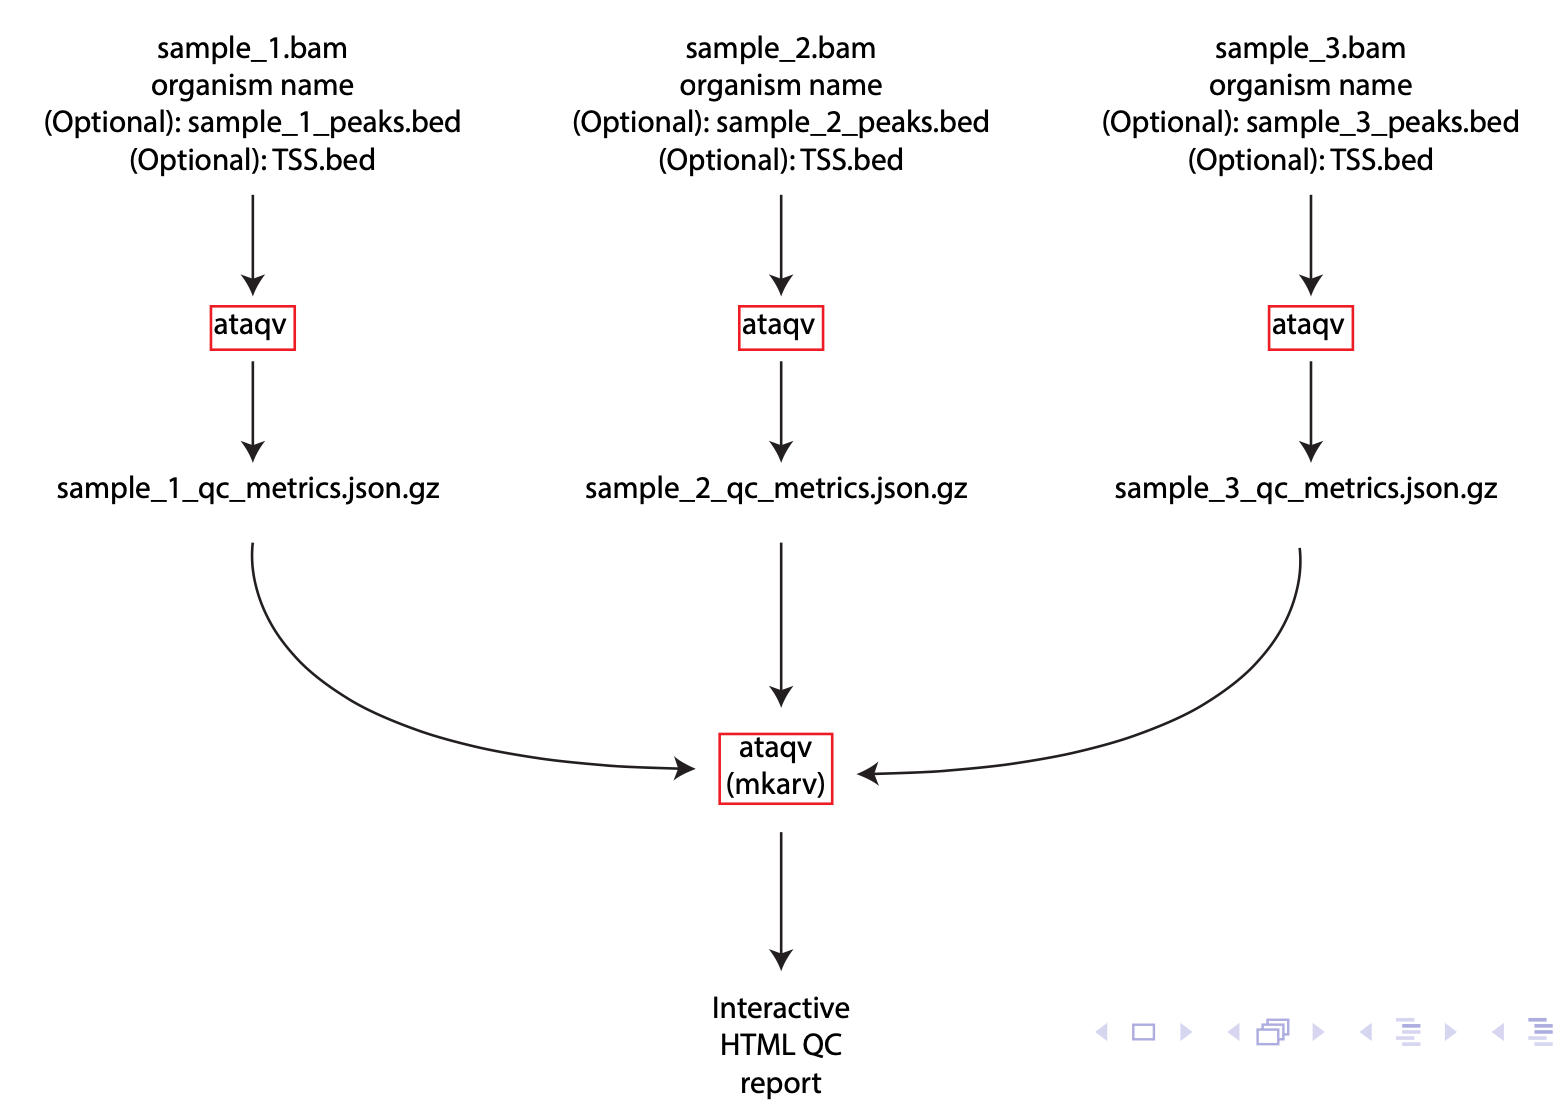 sample_1.bam
organism name
(Optional): sample_1_peaks.bed
(Optional): TSS.bed
sample_2.bam
organism name
(Optional): sample_2_peaks.bed
(Optional): TSS.bed
sample_3.bam
organism name
(Optional): sample_3_peaks.bed
(Optional): TSS.bed
ataqv
ataqv
ataqv
sample_1_qc_metrics.json.gz
sample_2_qc_metrics.json.gz
sample_3_qc_metrics.json.gz
ataqv
(mkarv)
Interactive
HTML QC
report